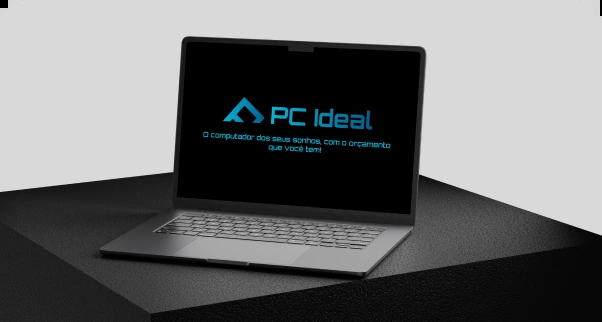 PC Ideal
O computador dos seus sonhos, com o orçamento
que você tem!